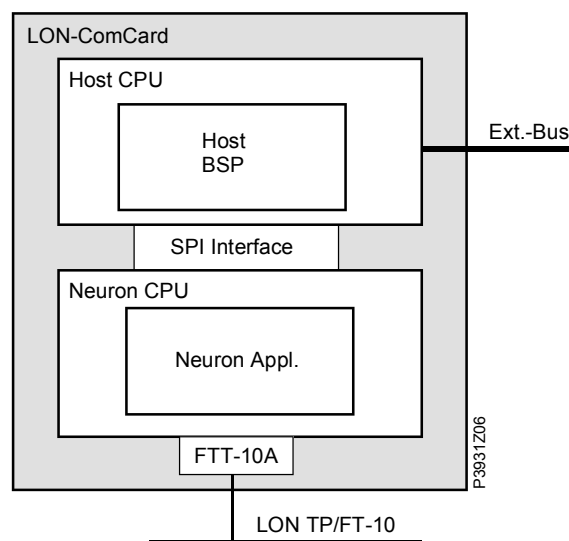 LON-ComCard
Host CPU
Host
BSP
Ext.-Bus
SPI Interface
Neuron CPU
Neuron Appl.
FTT-10A
P3931Z06
LON TP/FT-10